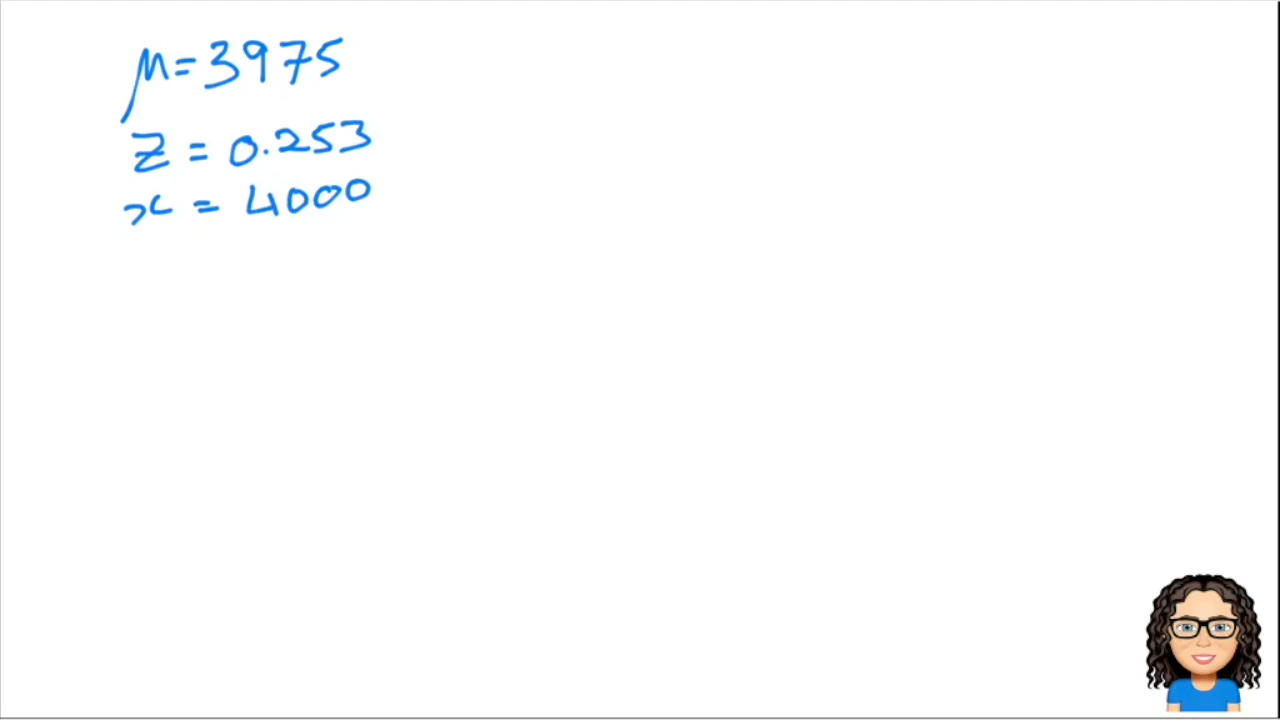 μ=3975
Z = 0.253
x = 4000